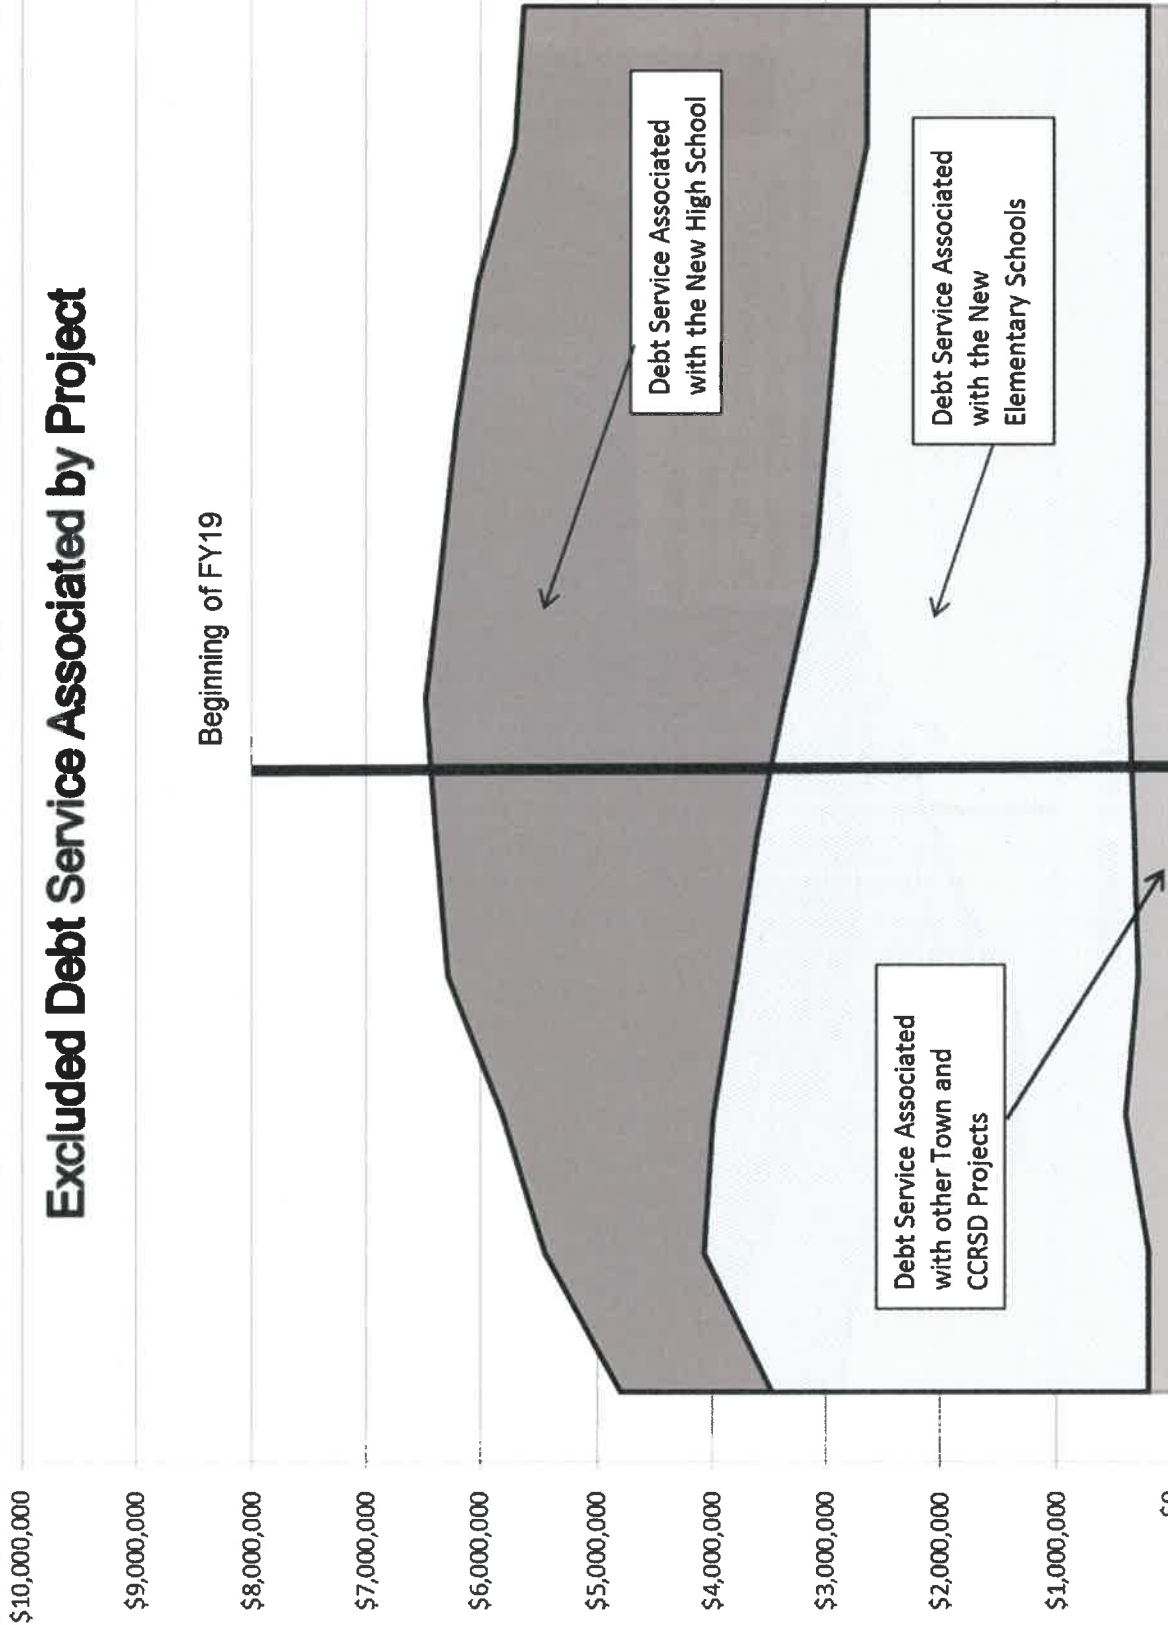 Excluded Debt Service Associated by Project
Beginning of FY19
$10,000,000
$9,000,000
$8,000,000
$7,000,000
$6,000,000
$5,000,000
$4,000,000
$3,000,000
$2,000,000
$1,000,000
Debt Service Associated
with the New High School
Debt Service Associated
with the New
Elementary Schools
Debt Service Associated
with other Town and
CCRSD Projects